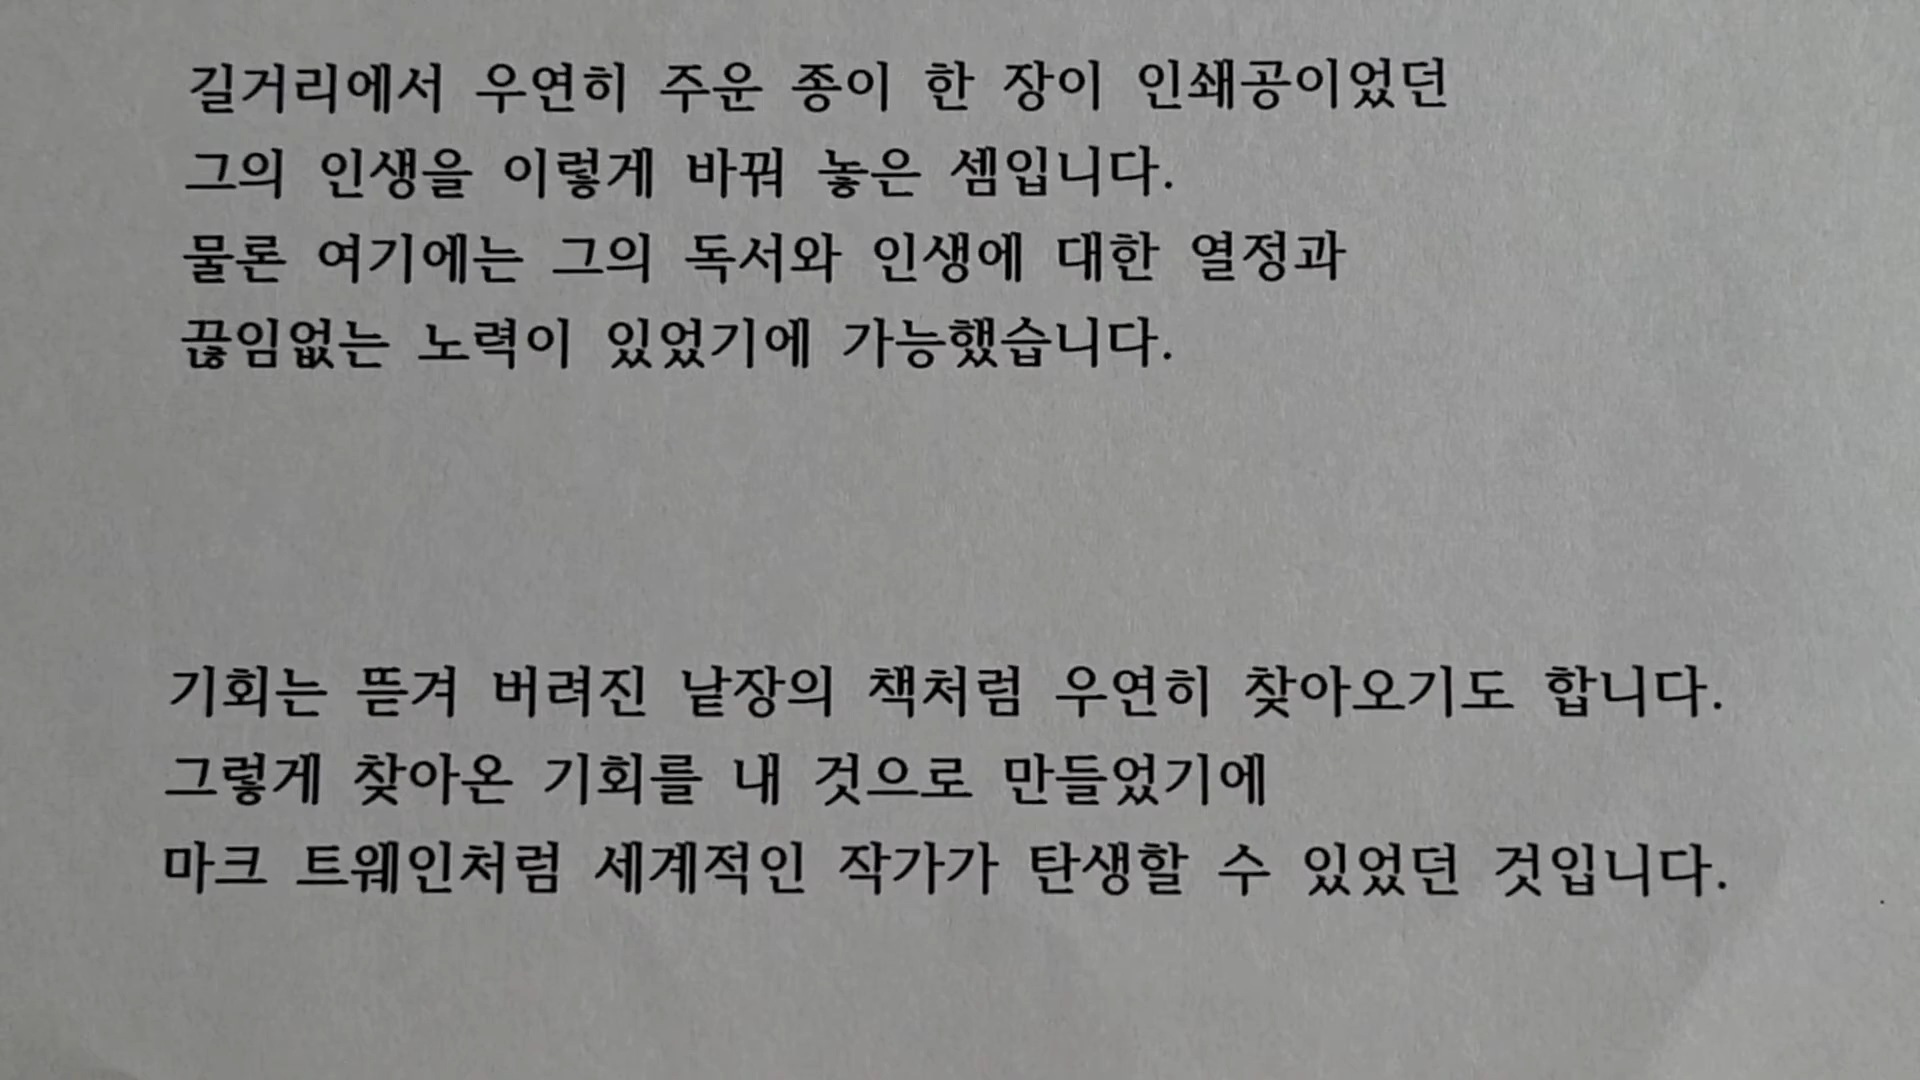 길거리에서 우연히 주운 종이 한 장이 인쇄공이었던
그의 인생을 이렇게 바꿔 놓은 셈입니다.
물론 여기에는 그의 독서와 인생에 대한 열정과
끊임없는 노력이 있었기에 가능했습니다.
기회는 뜯겨 버려진 낱장의 책처럼 우연히 찾아오기도 합니다.
그렇게 찾아온 기회를 내 것으로 만들었기에
마크 트웨인처럼 세계적인 작가가 탄생할 수 있었던 것입니다.